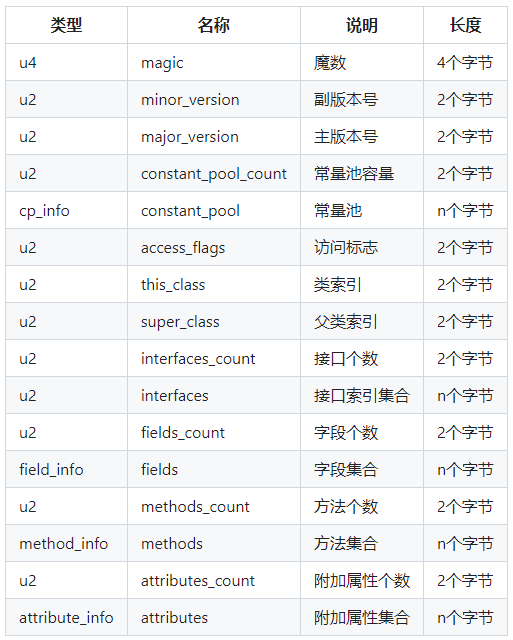 类型 名称 说明 长度
u4 magic 魔数 4个字节
u2 minor_version 副版本号 2个字节
u2 major_version 主版本号 2个字节
u2 constant_pool_count 常量池容量 2个字节
cp_info constant_pool 常量池 n个字节
u2 access_flags 访问标志 2个字节
u2 this_class 类索引 2个字节
u2 super_class 父类索引 2个字节
u2 interfaces_count 接口个数 2个字节
u2 interfaces 接口索引集合 n个字节
u2 fields_count 字段个数 2个字节
field_info fields 字段集合 n个字节
u2 methods_count 方法个数 2个字节
method_info methods 方法集合 n个字节
u2 attributes_count 附加属性个数 2个字节
attribute_info attributes 附加属性集合 n个字节